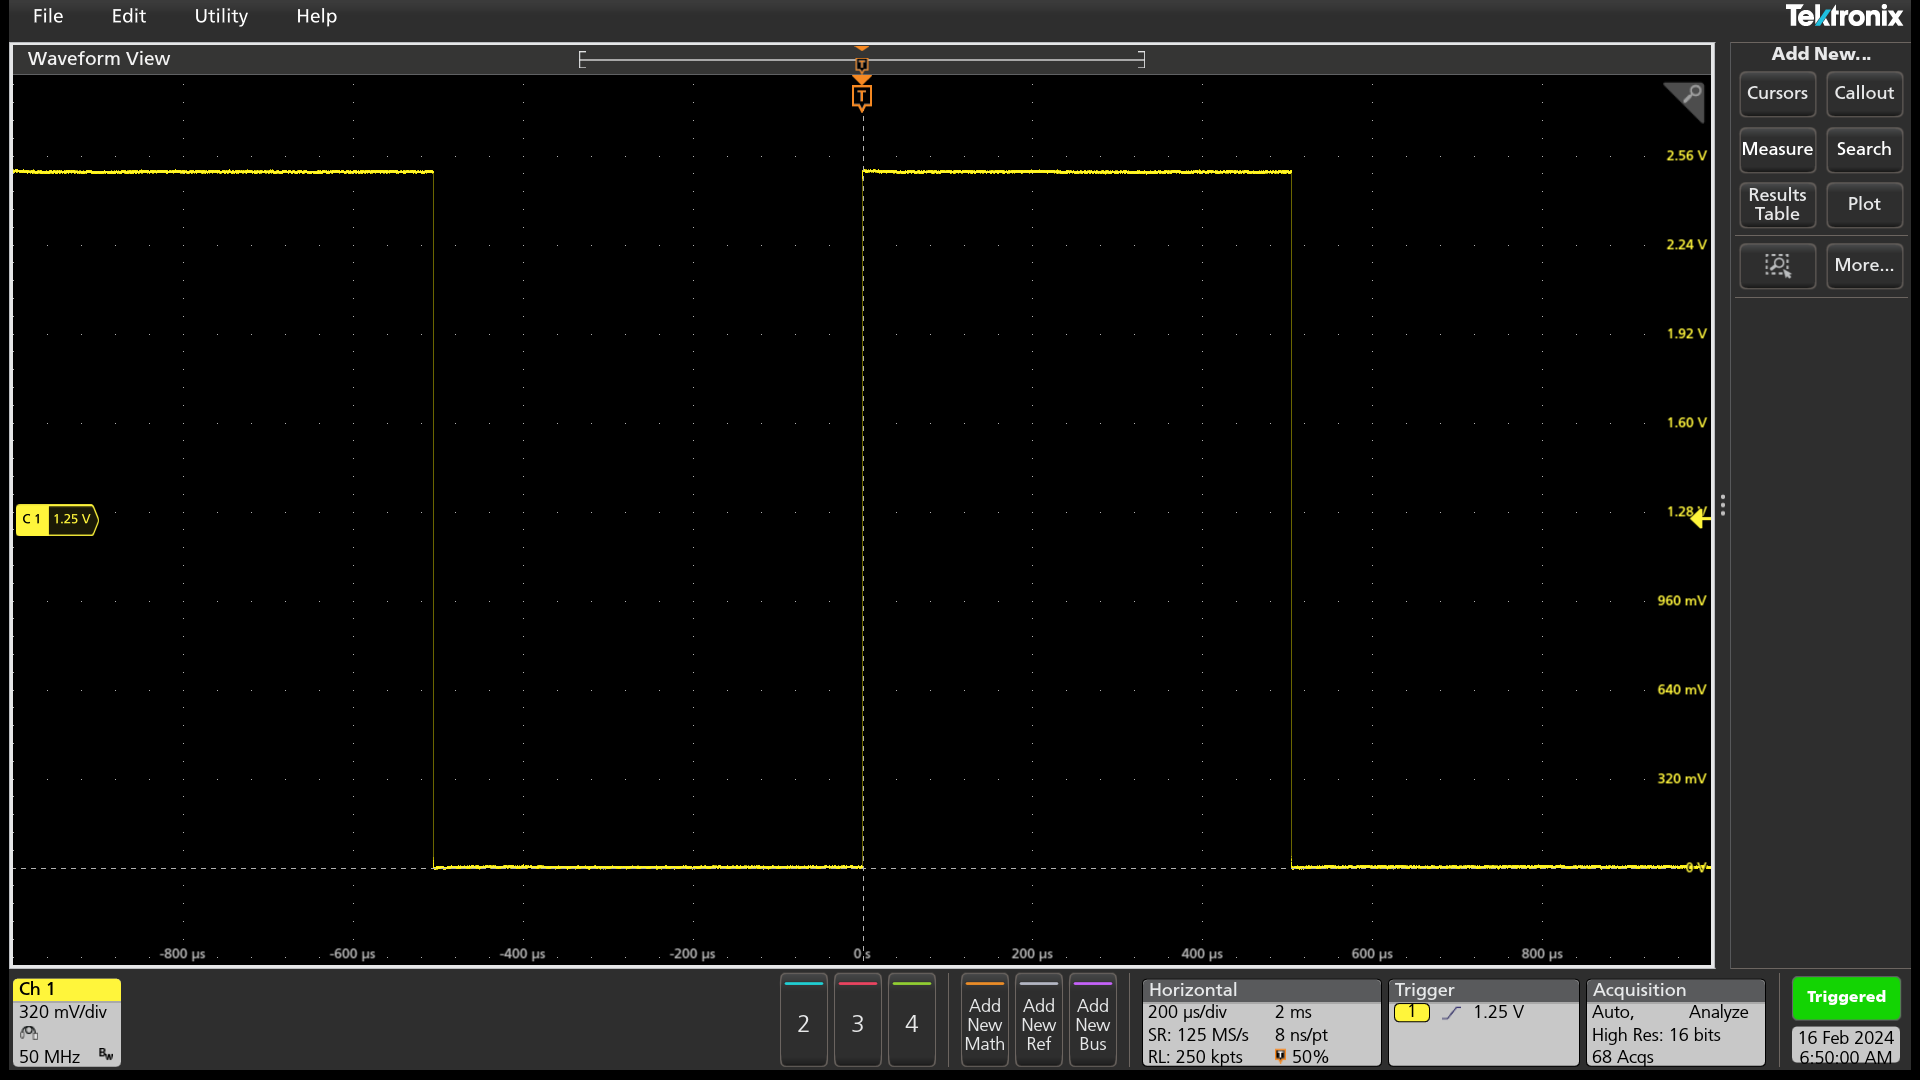 File Edit Utility Help
Tektronix
Waveform View
Add New...
T
T
Cursors Callout
Measure Search
Results
Table
Plot
More...
2.56 V
2.24 V
1.92 V
1.60 V
C 1 1.25 V
1.28 V
960 mV
640 mV
320 mV
0 V
-800 µs -600 µs -400 µs -200 µs 0 s 200 µs 400 µs 600 µs 800 µs
Ch 1
320 mV/div
50 MHz Bw
2 3 4
Add
New
Math
Add
New
Ref
Add
New
Bus
Horizontal
200 µs/div 2 ms
SR: 125 MS/s 8 ns/pt
RL: 250 kpts T 50%
Trigger
1 1.25 V
Acquisition
Auto, Analyze
High Res: 16 bits
68 Acqs
Triggered
16 Feb 2024
6:50:00 AM